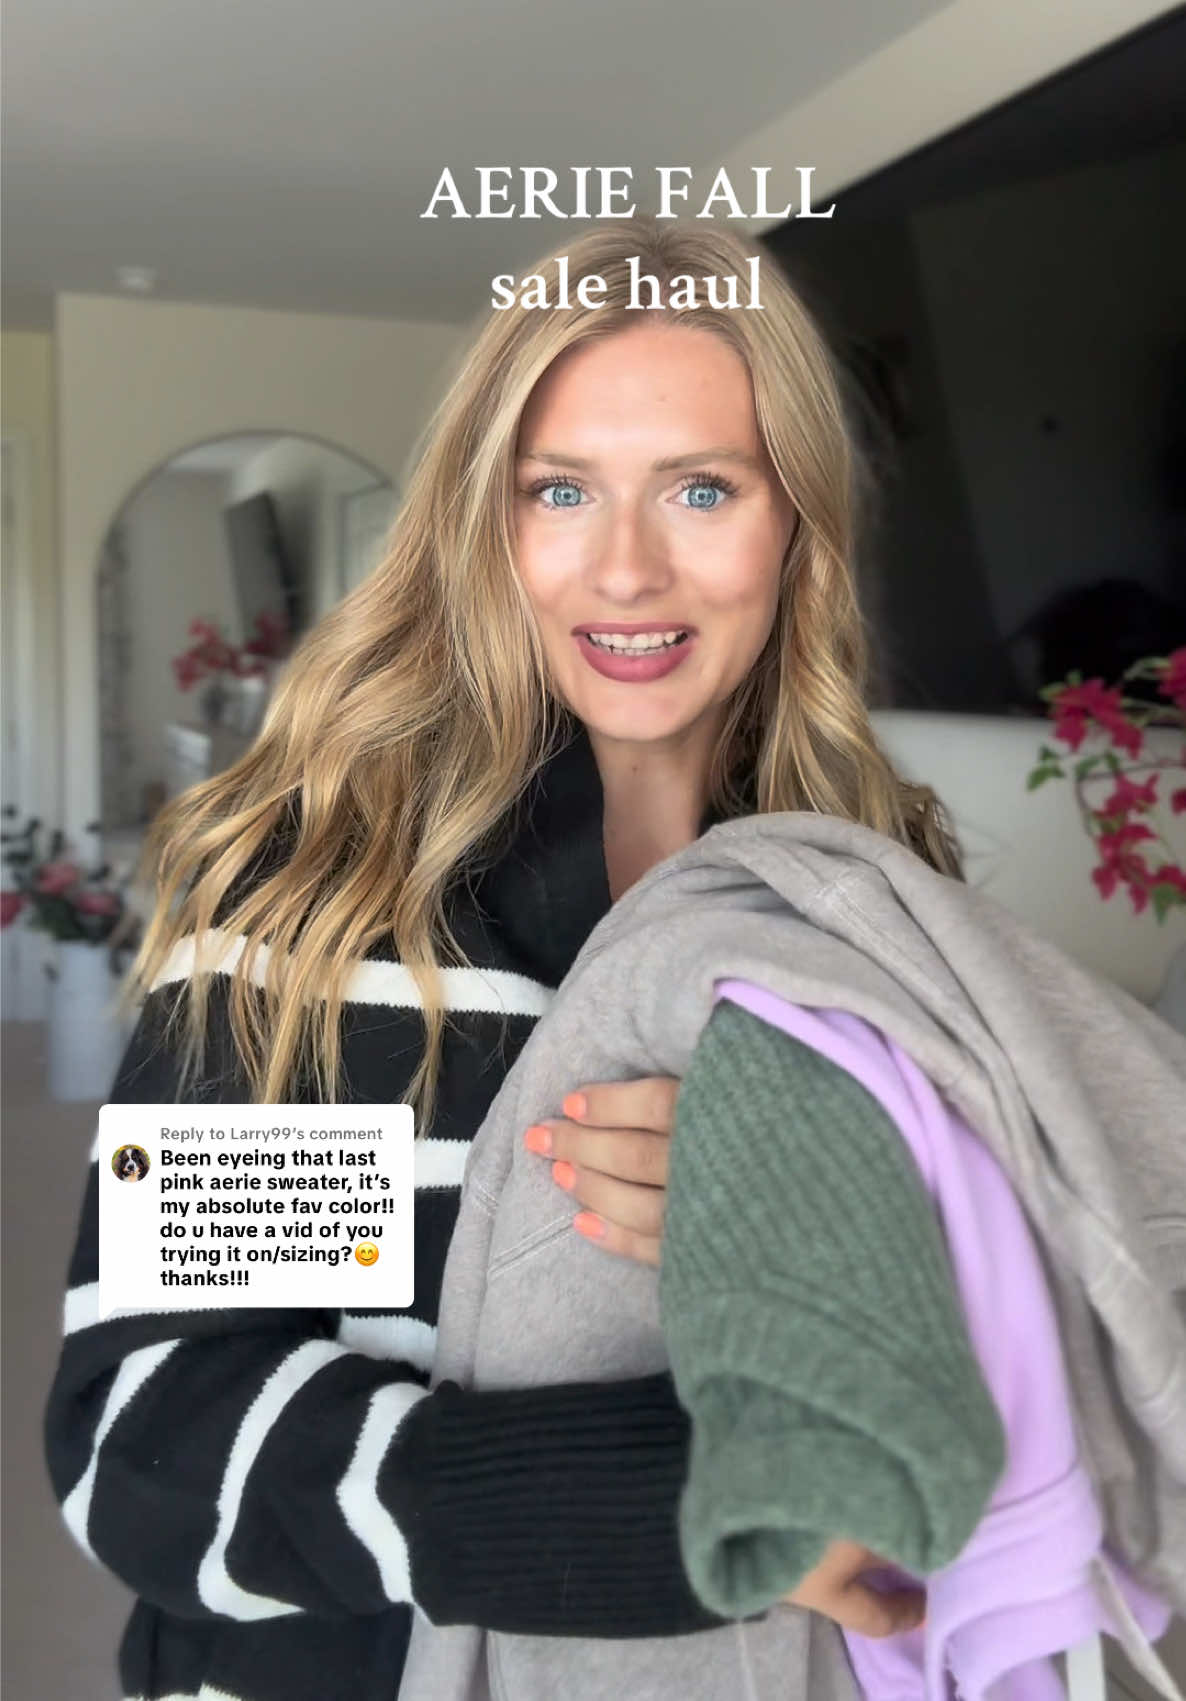 AERIE FALL
sale haul
Reply to Larry99's comment
Been eyeing that last
pink aerie sweater, it's
my absolute fav color!!
do u have a vid of you
trying it on/sizing?😊
thanks!!!